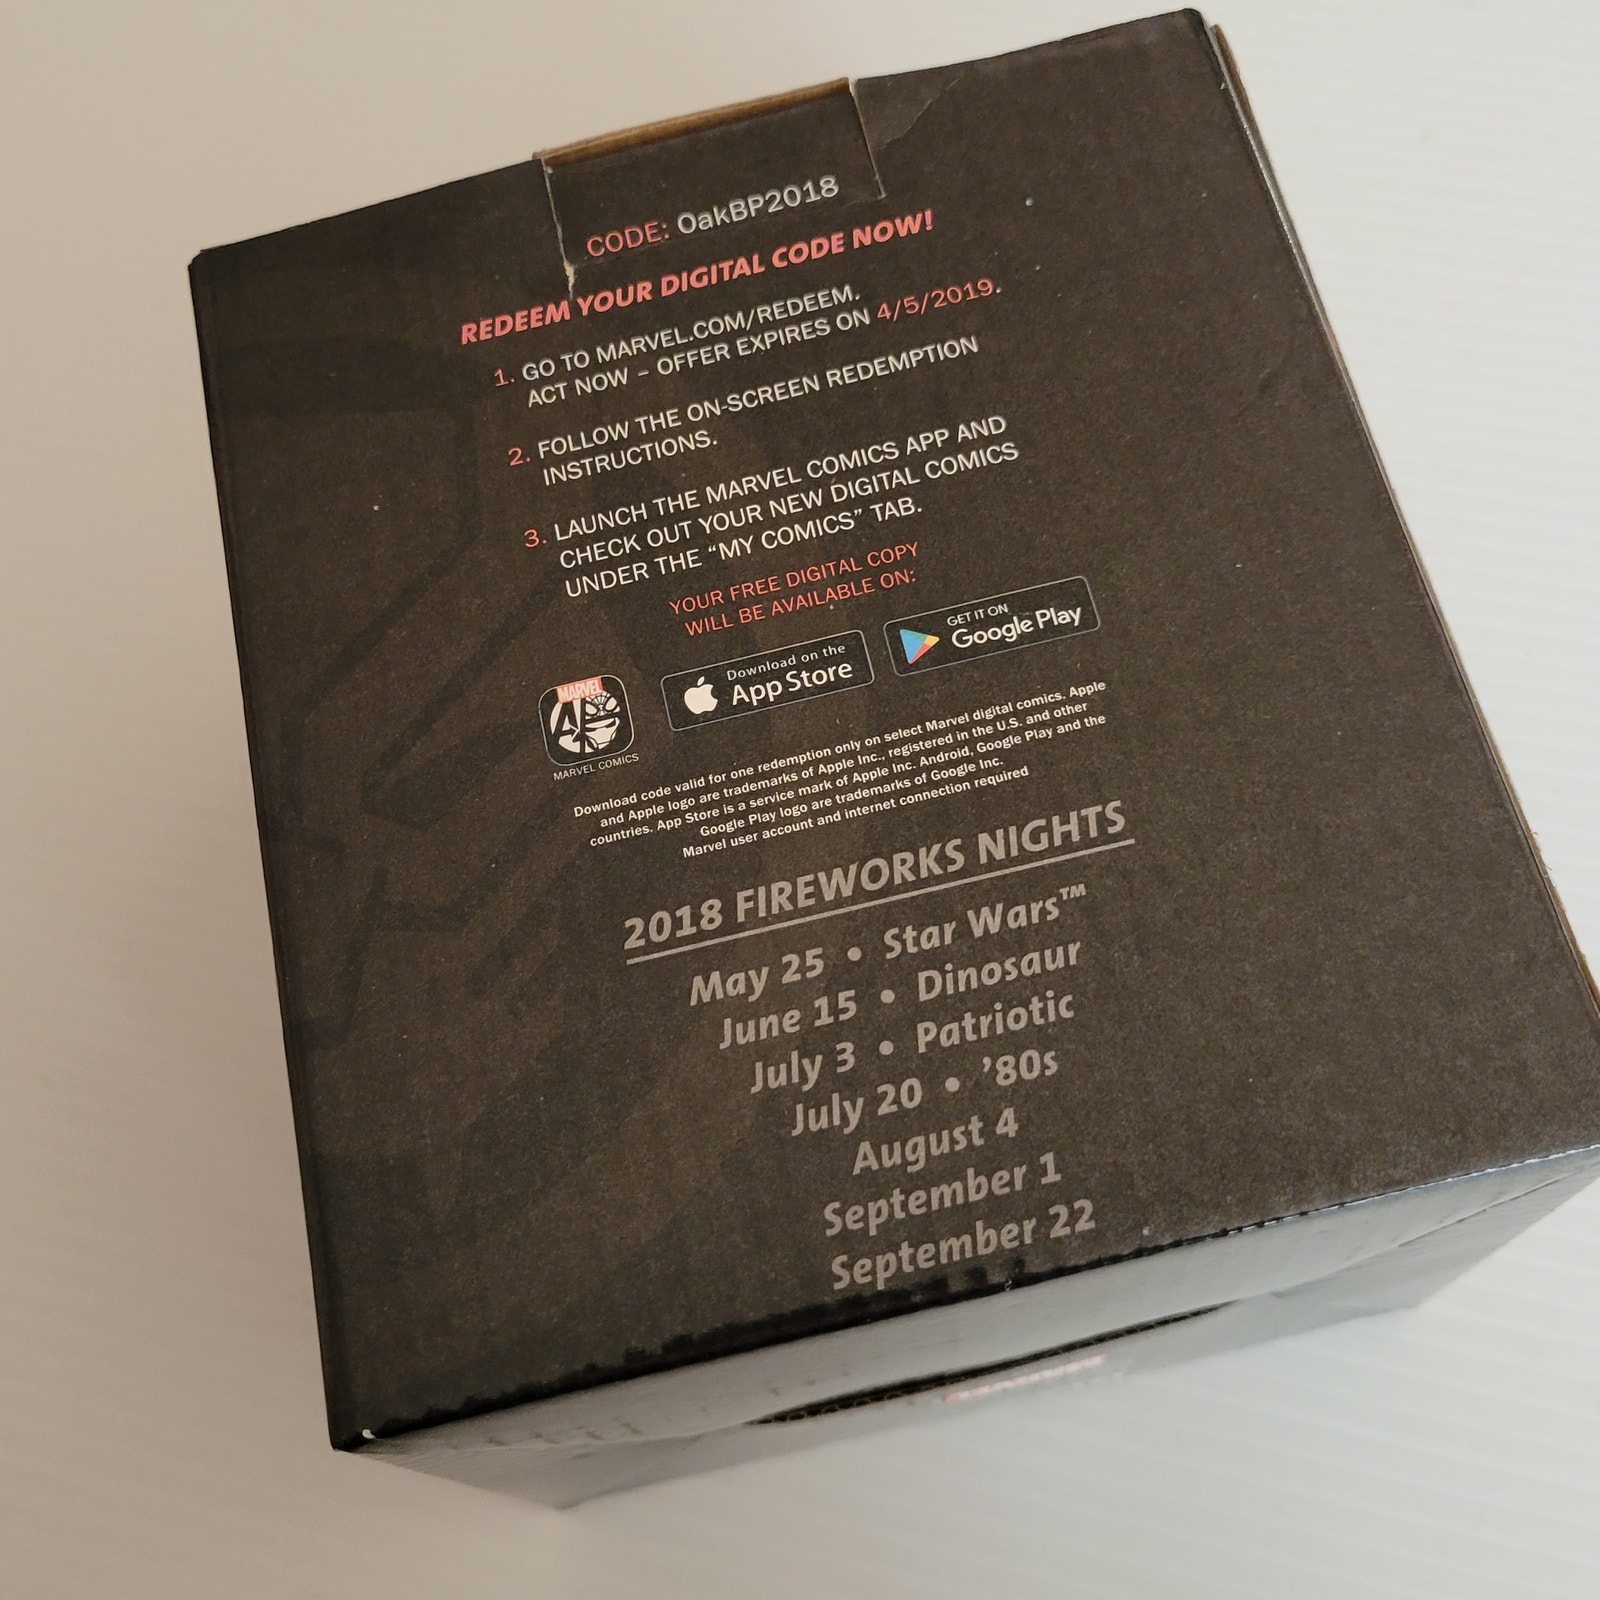 CODE: OakBP2018
REDEEM YOUR DIGITAL CODE NOW!
1. GO TO MARVEL.COM/REDEEM.
ACT NOW – OFFER EXPIRES ON 4/5/2019.
2. FOLLOW THE ON-SCREEN REDEMPTION
INSTRUCTIONS.
3. LAUNCH THE MARVEL COMICS APP AND
CHECK OUT YOUR NEW DIGITAL COMICS
UNDER THE “MY COMICS” TAB.
YOUR FREE DIGITAL COPY
WILL BE AVAILABLE ON:
MARVEL
MARVEL COMICS
Download on the
App Store
GET IT ON
Google Play
Download code valid for one redemption only on select Marvel digital comics. Apple
and Apple logo are trademarks of Apple Inc., registered in the U.S. and other
countries. App Store is a service mark of Apple Inc. Android, Google Play and the
Google Play logo are trademarks of Google Inc.
Marvel user account and internet connection required
2018 FIREWORKS NIGHTS
May 25 • Star Wars™
June 15 • Dinosaur
July 3 • Patriotic
July 20 • ’80s
August 4
September 1
September 22